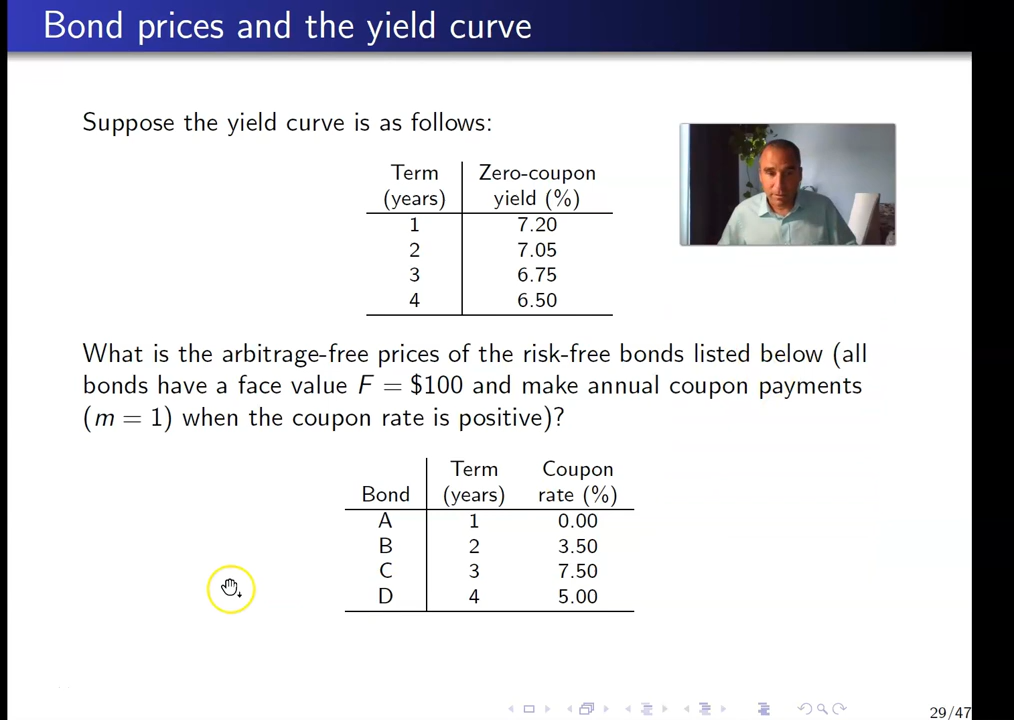 Bond prices and the yield curve
Suppose the yield curve is as follows:
Term Zero-coupon
(years) yield (%)
1 7.20
2 7.05
3 6.75
4 6.50
What is the arbitrage-free prices of the risk-free bonds listed below (all
bonds have a face value F = $100 and make annual coupon payments
(m = 1) when the coupon rate is positive)?
Term Coupon
Bond (years) rate (%)
A 1 0.00
B 2 3.50
C 3 7.50
D 4 5.00
29/47